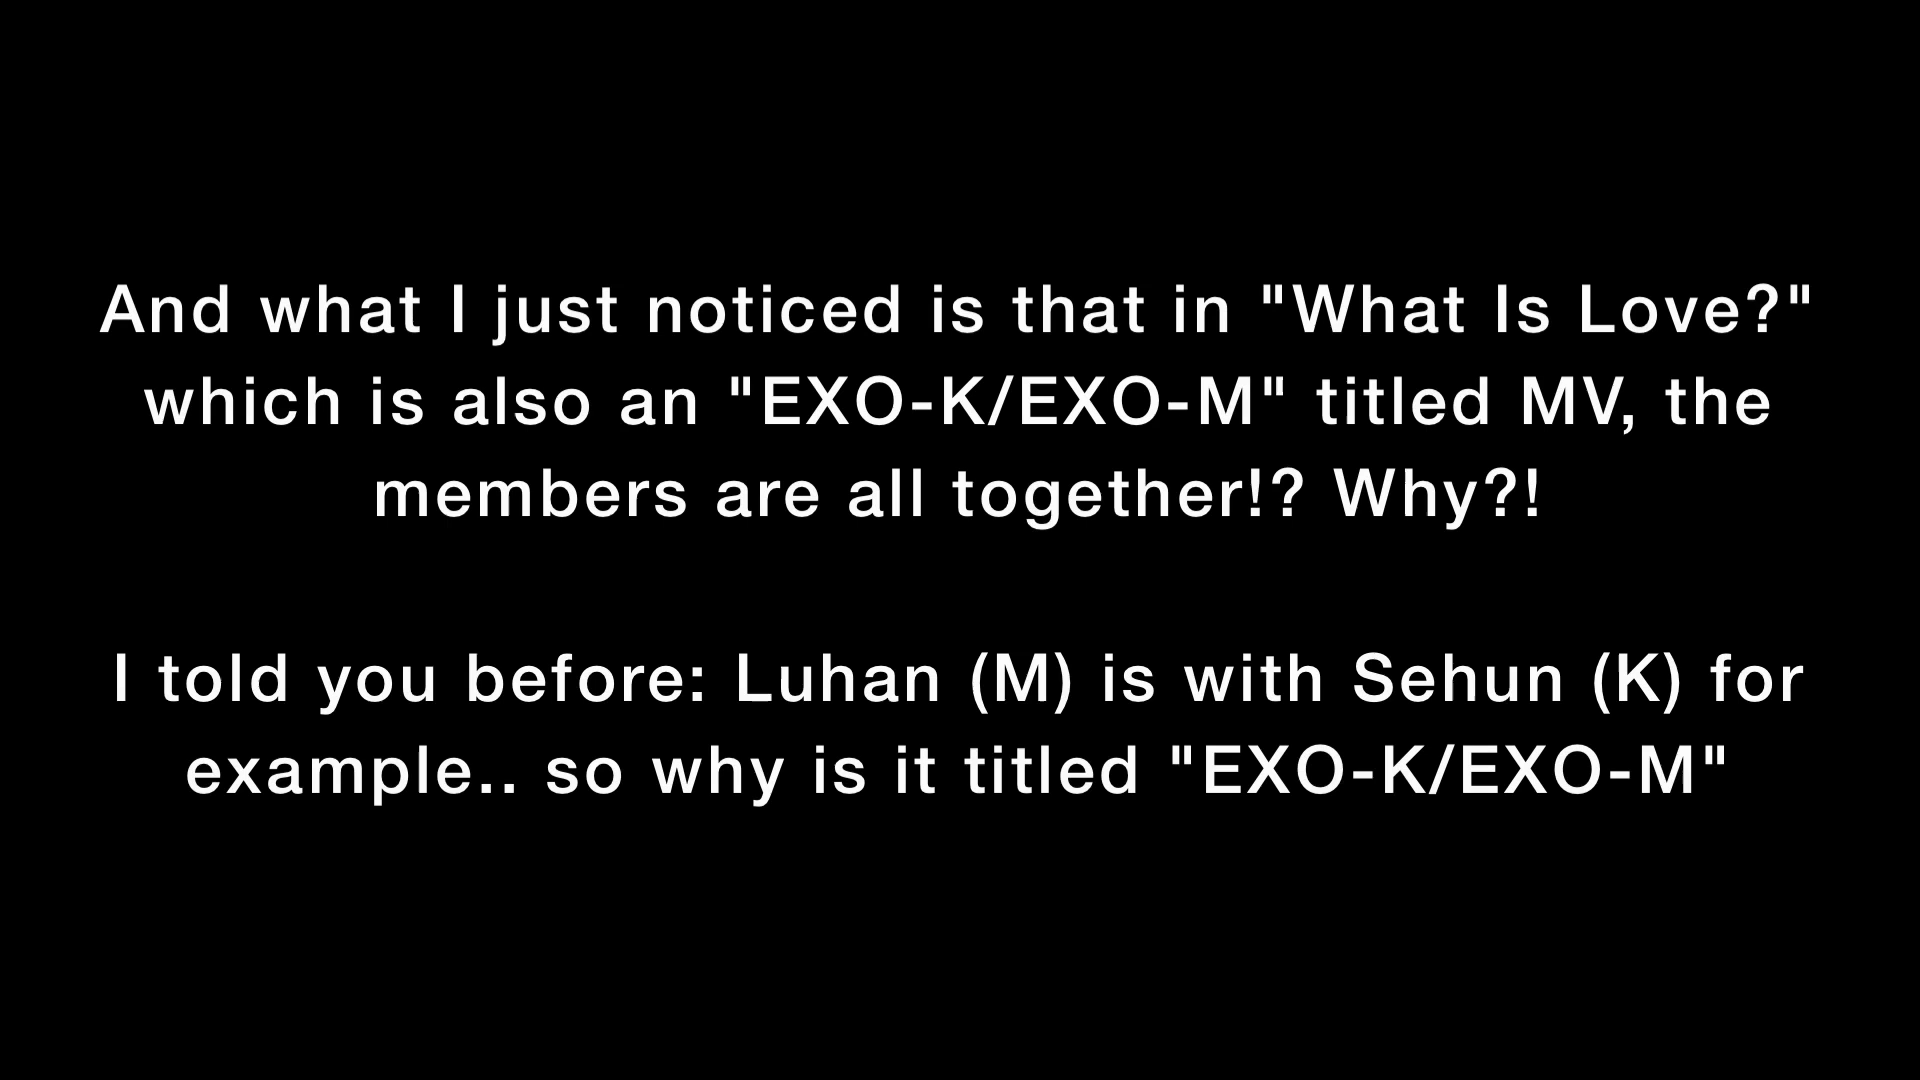 And what I just noticed is that in "What Is Love?"
which is also an "EXO-K/EXO-M" titled MV, the
members are all together!? Why?!
I told you before: Luhan (M) is with Sehun (K) for
example.. so why is it titled "EXO-K/EXO-M"